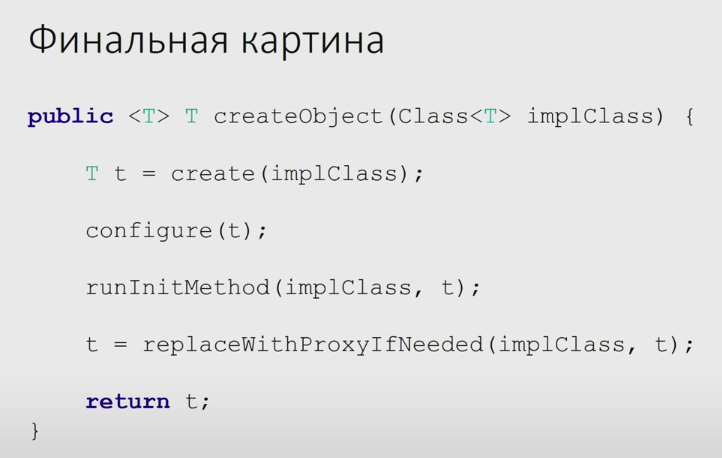 Финальная картина
public <T> T createObject(Class<T> implClass) {
T t = create(implClass);
configure(t);
runInitMethod(implClass, t);
t = replaceWithProxyIfNeeded(implClass, t);
return t;
}